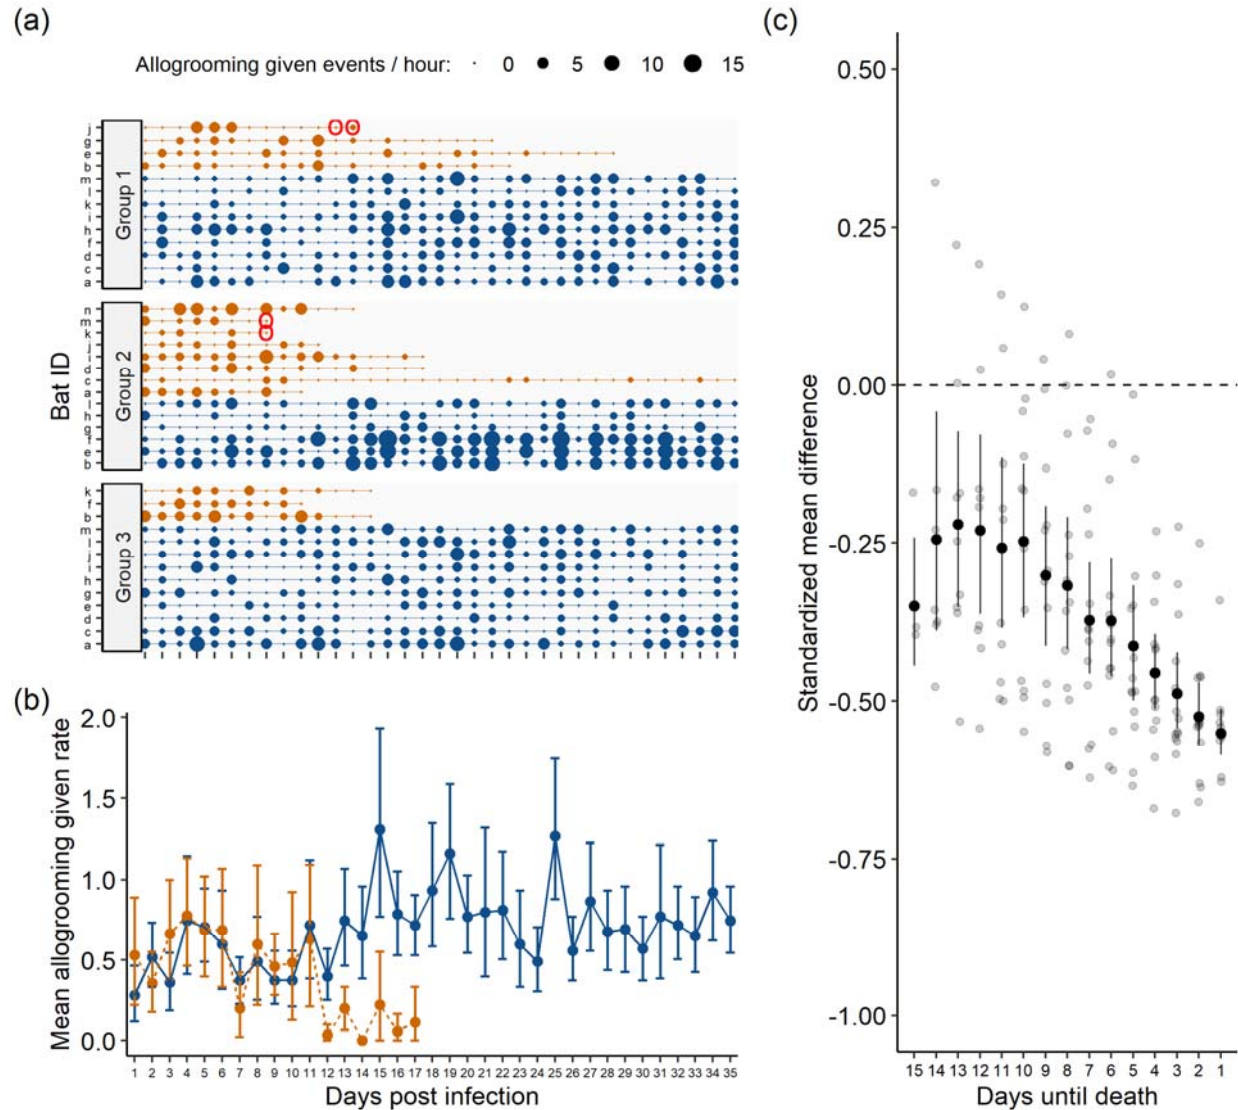 (a)
Allogrooming given events / hour: 0 5 10 15
Bat ID
Group 1
j
g
e
b
m
l
k
i
h
f
d
c
a
Group 2
n
m
k
j
i
d
c
a
l
h
g
f
e
b
Group 3
k
f
b
m
l
j
i
h
g
e
d
c
a
(b)
Mean allogrooming given rate
2.0
1.5
1.0
0.5
0.0
1 2 3 4 5 6 7 8 9 10 11 12 13 14 15 16 17 18 19 20 21 22 23 24 25 26 27 28 29 30 31 32 33 34 35
Days post infection
(c)
Standardized mean difference
0.50
0.25
0.00
-0.25
-0.50
-0.75
-1.00
15 14 13 12 11 10 9 8 7 6 5 4 3 2 1
Days until death